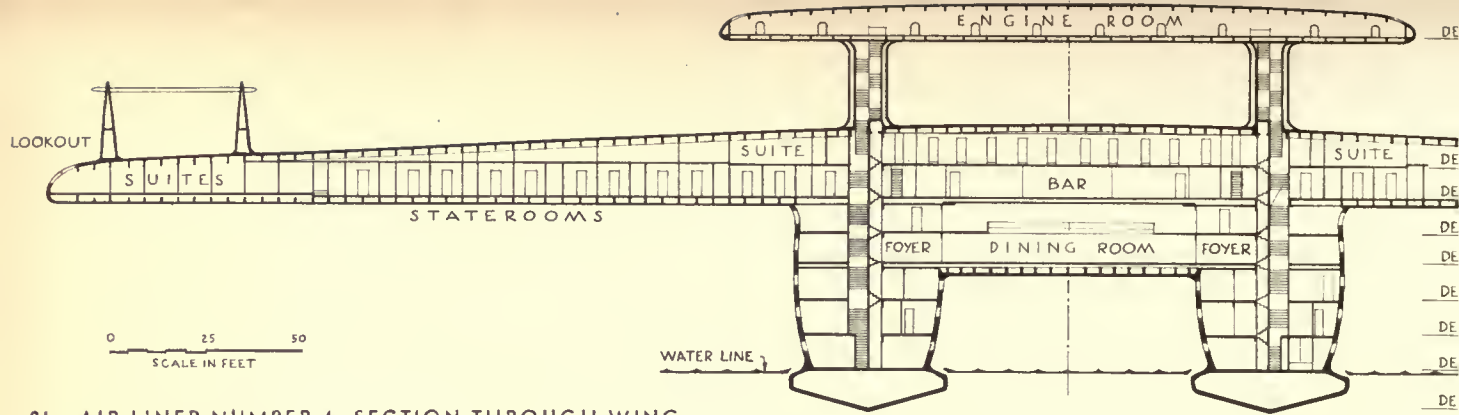 ENGINE ROOM
DE
LOOKOUT
SUITE
SUITE
DE
SUITES
BAR
DE
STATEROOMS
DE
FOYER
DINING ROOM
FOYER
DE
DE
0 25 50
SCALE IN FEET
DE
WATER LINE
DE
DE
AIR LINER NUMBER 4, SECTION THROUGH WING